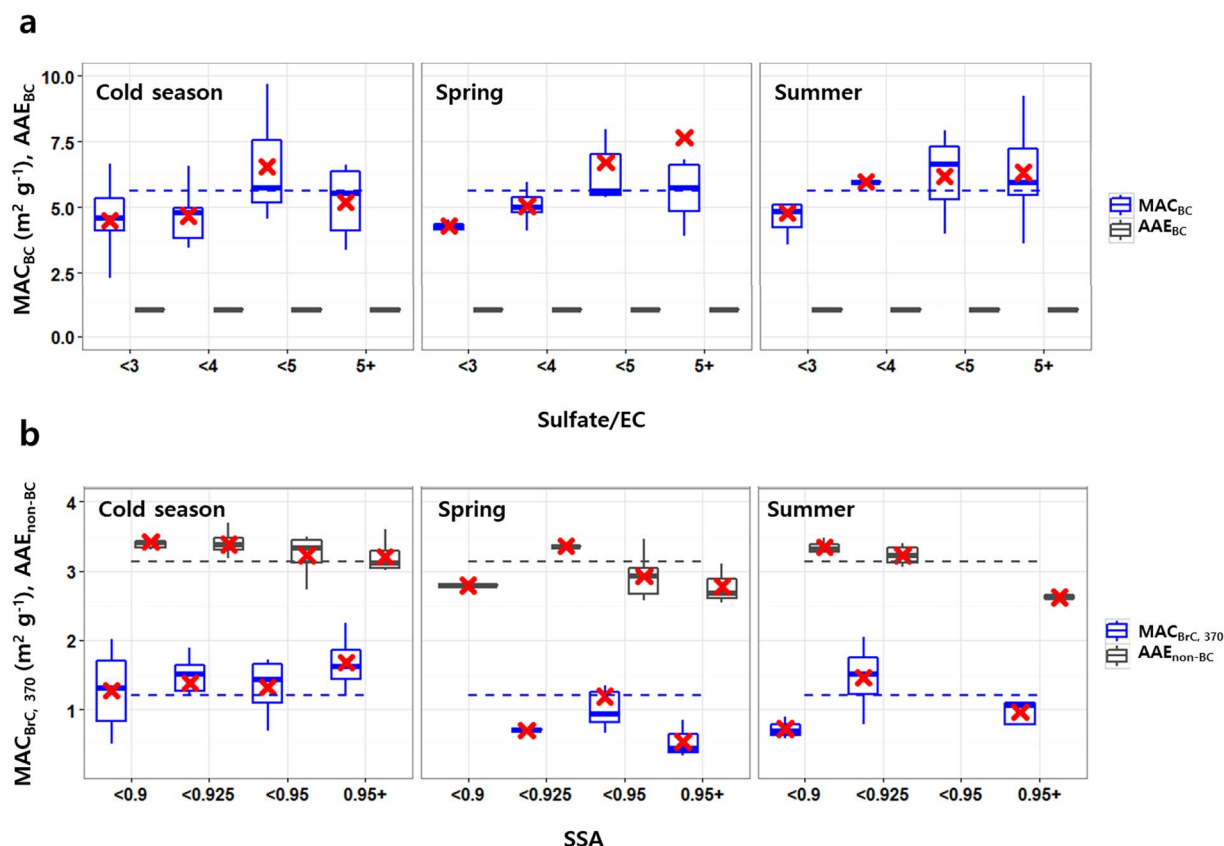 a
MAC_BC (m² g⁻¹), AAE_BC
10.0
7.5
5.0
2.5
0.0
Cold season
Spring
Summer
<3 <4 <5 5+
<3 <4 <5 5+
<3 <4 <5 5+
Sulfate/EC
MAC_BC
AAE_BC
b
MAC_BrC, 370 (m² g⁻¹), AAE_non-BC
4
3
2
1
Cold season
Spring
Summer
<0.9 <0.925 <0.95 0.95+
<0.9 <0.925 <0.95 0.95+
<0.9 <0.925 <0.95 0.95+
SSA
MAC_BrC, 370
AAE_non-BC